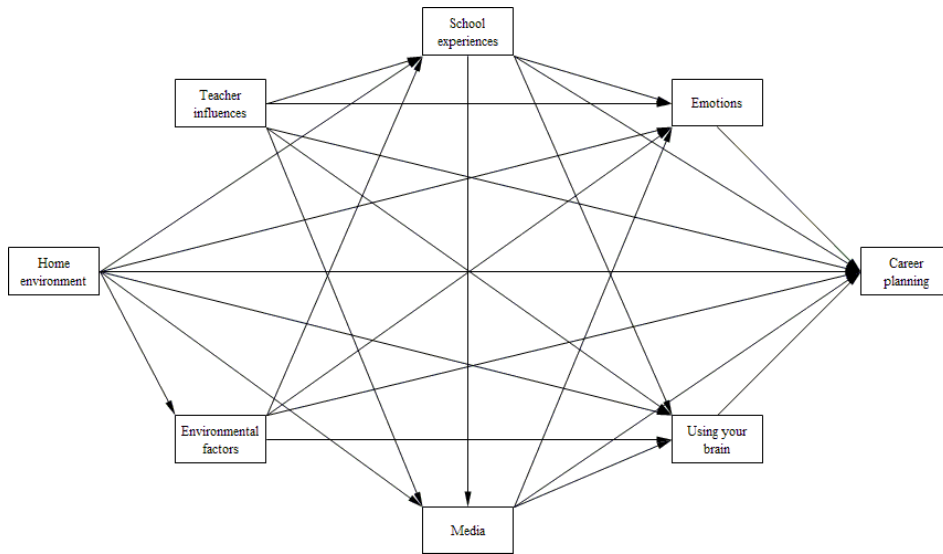 School
experiences
Teacher
influences
Emotions
Home
environment
Career
planning
Environmental
factors
Using your
brain
Media